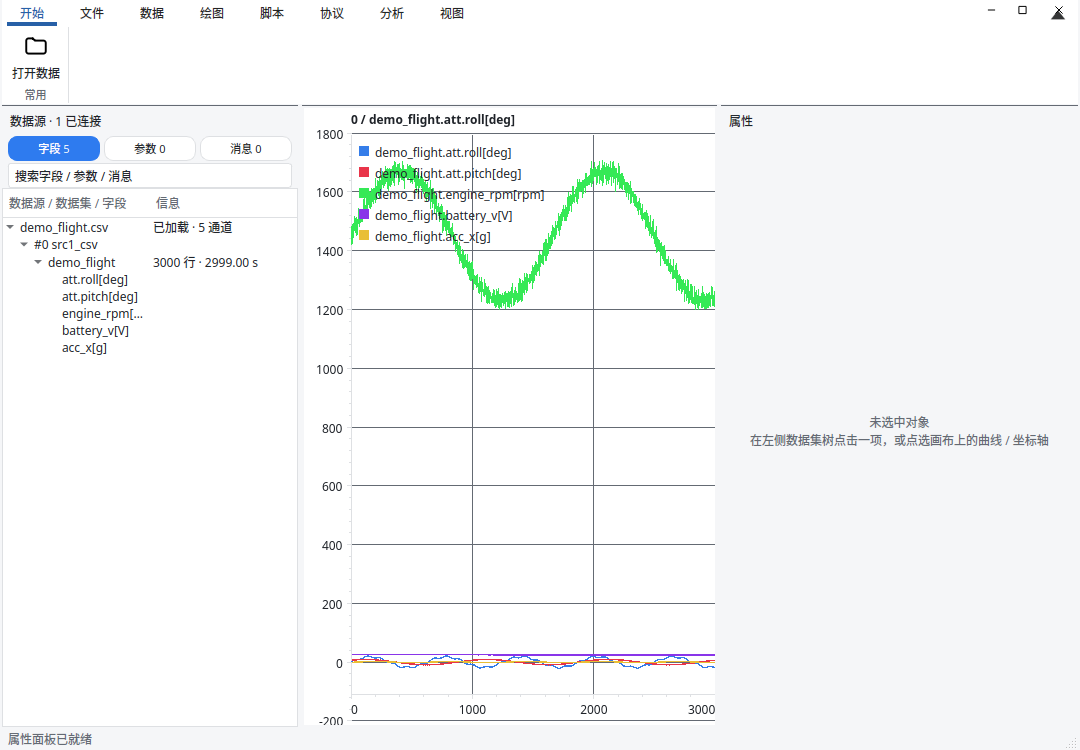 开始 文件 数据 绘图 脚本 协议 分析 视图
打开数据
常用
数据源 · 1 已连接
字段 5 参数 0 消息 0
搜索字段 / 参数 / 消息
数据源 / 数据集 / 字段 信息
demo_flight.csv 已加载 · 5 通道
#0 src1_csv
demo_flight 3000 行 · 2999.00 s
att.roll[deg]
att.pitch[deg]
engine_rpm[...
battery_v[V]
acc_x[g]
0 / demo_flight.att.roll[deg]
1800
1600
1400
1200
1000
800
600
400
200
0
-200
demo_flight.att.roll[deg]
demo_flight.att.pitch[deg]
demo_flight.engine_rpm[rpm]
demo_flight.battery_v[V]
demo_flight.acc_x[g]
0 1000 2000 3000
属性
未选中对象
在左侧数据集树点击一项，或点选画布上的曲线 / 坐标轴
属性面板已就绪